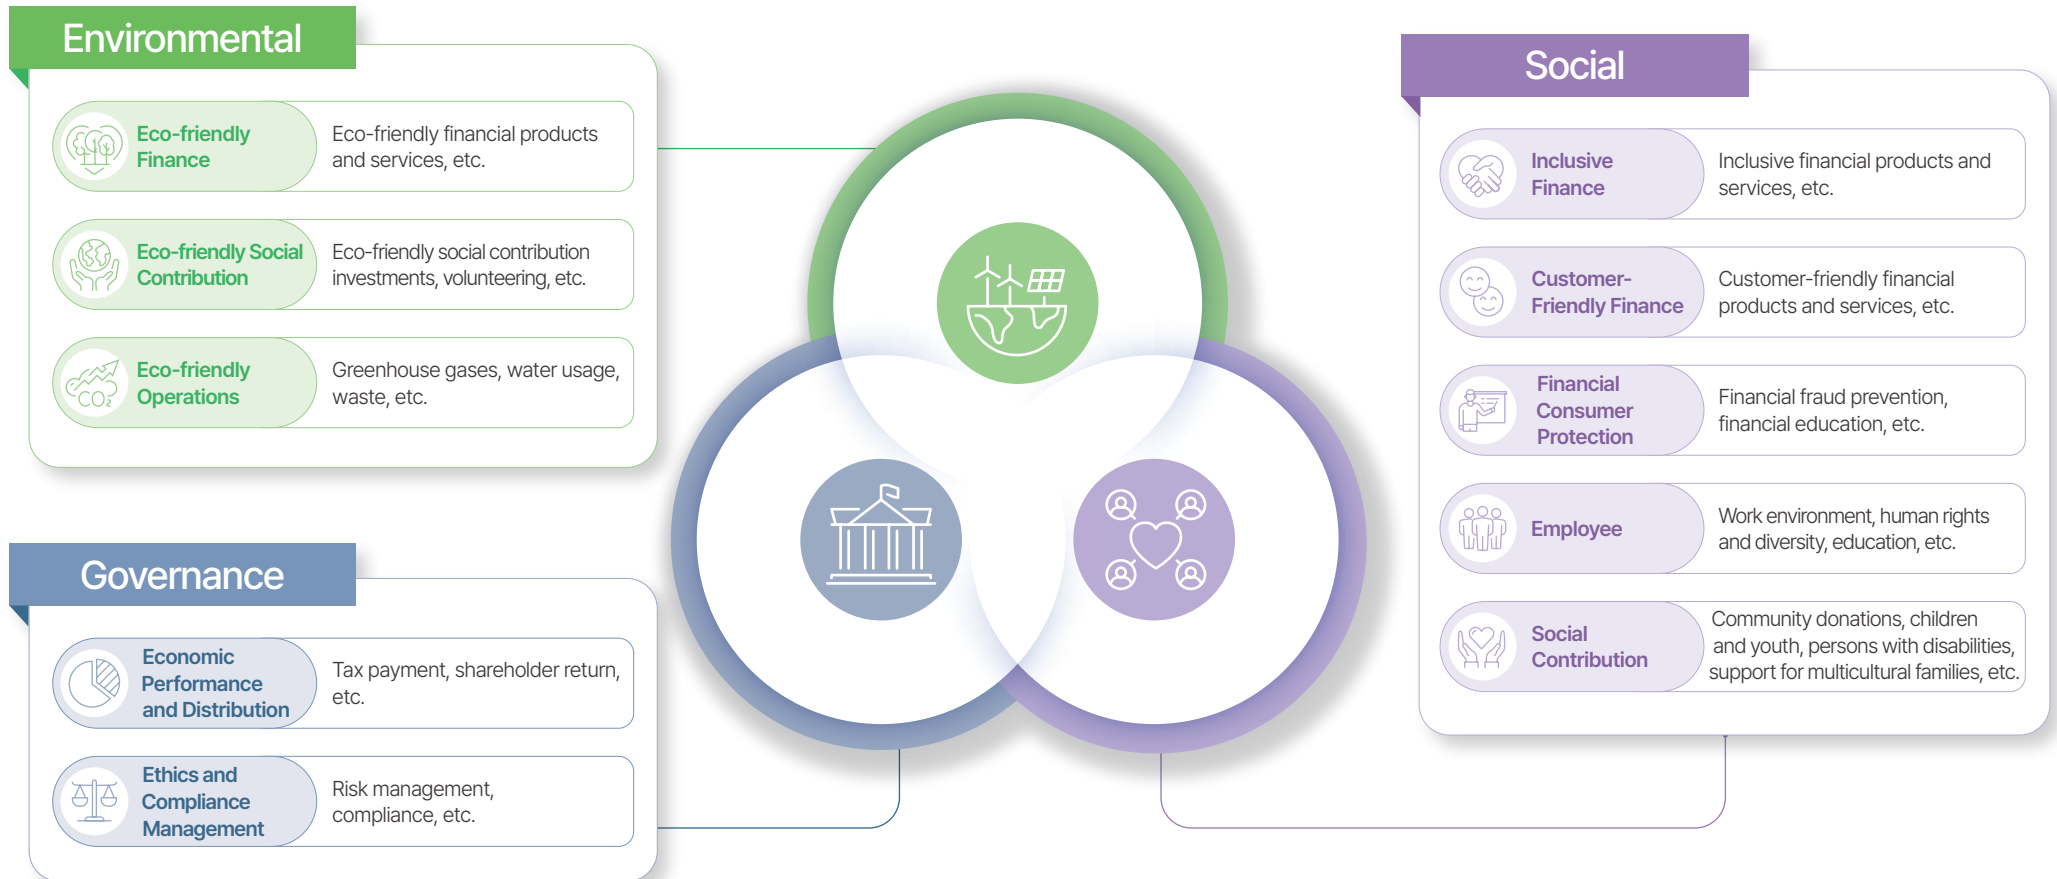 Environmental
Eco-friendly
Finance
Eco-friendly financial products
and services, etc.
Eco-friendly Social
Contribution
Eco-friendly social contribution
investments, volunteering, etc.
CO₂
Eco-friendly
Operations
Greenhouse gases, water usage,
waste, etc.
Governance
Economic
Performance
and Distribution
Tax payment, shareholder return,
etc.
Ethics and
Compliance
Management
Risk management,
compliance, etc.
Social
Inclusive
Finance
Inclusive financial products and
services, etc.
Customer-
Friendly Finance
Customer-friendly financial
products and services, etc.
Financial
Consumer
Protection
Financial fraud prevention,
financial education, etc.
Employee
Work environment, human rights
and diversity, education, etc.
Social
Contribution
Community donations, children
and youth, persons with disabilities,
support for multicultural families, etc.